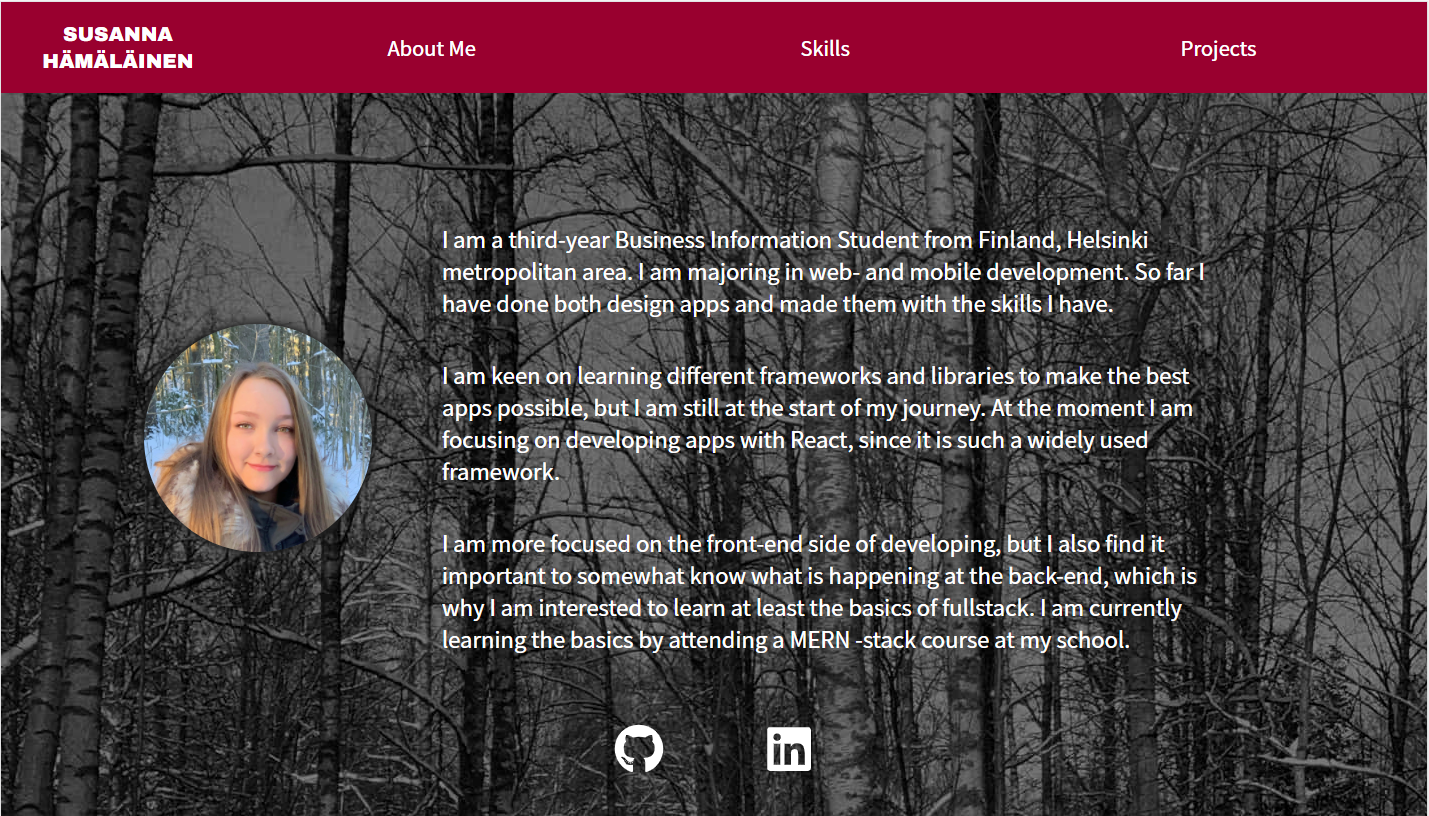 SUSANNA
HÄMÄLÄINEN
About Me
Skills
Projects
I am a third-year Business Information Student from Finland, Helsinki
metropolitan area. I am majoring in web- and mobile development. So far I
have done both design apps and made them with the skills I have.
I am keen on learning different frameworks and libraries to make the best
apps possible, but I am still at the start of my journey. At the moment I am
focusing on developing apps with React, since it is such a widely used
framework.
I am more focused on the front-end side of developing, but I also find it
important to somewhat know what is happening at the back-end, which is
why I am interested to learn at least the basics of fullstack. I am currently
learning the basics by attending a MERN -stack course at my school.
in